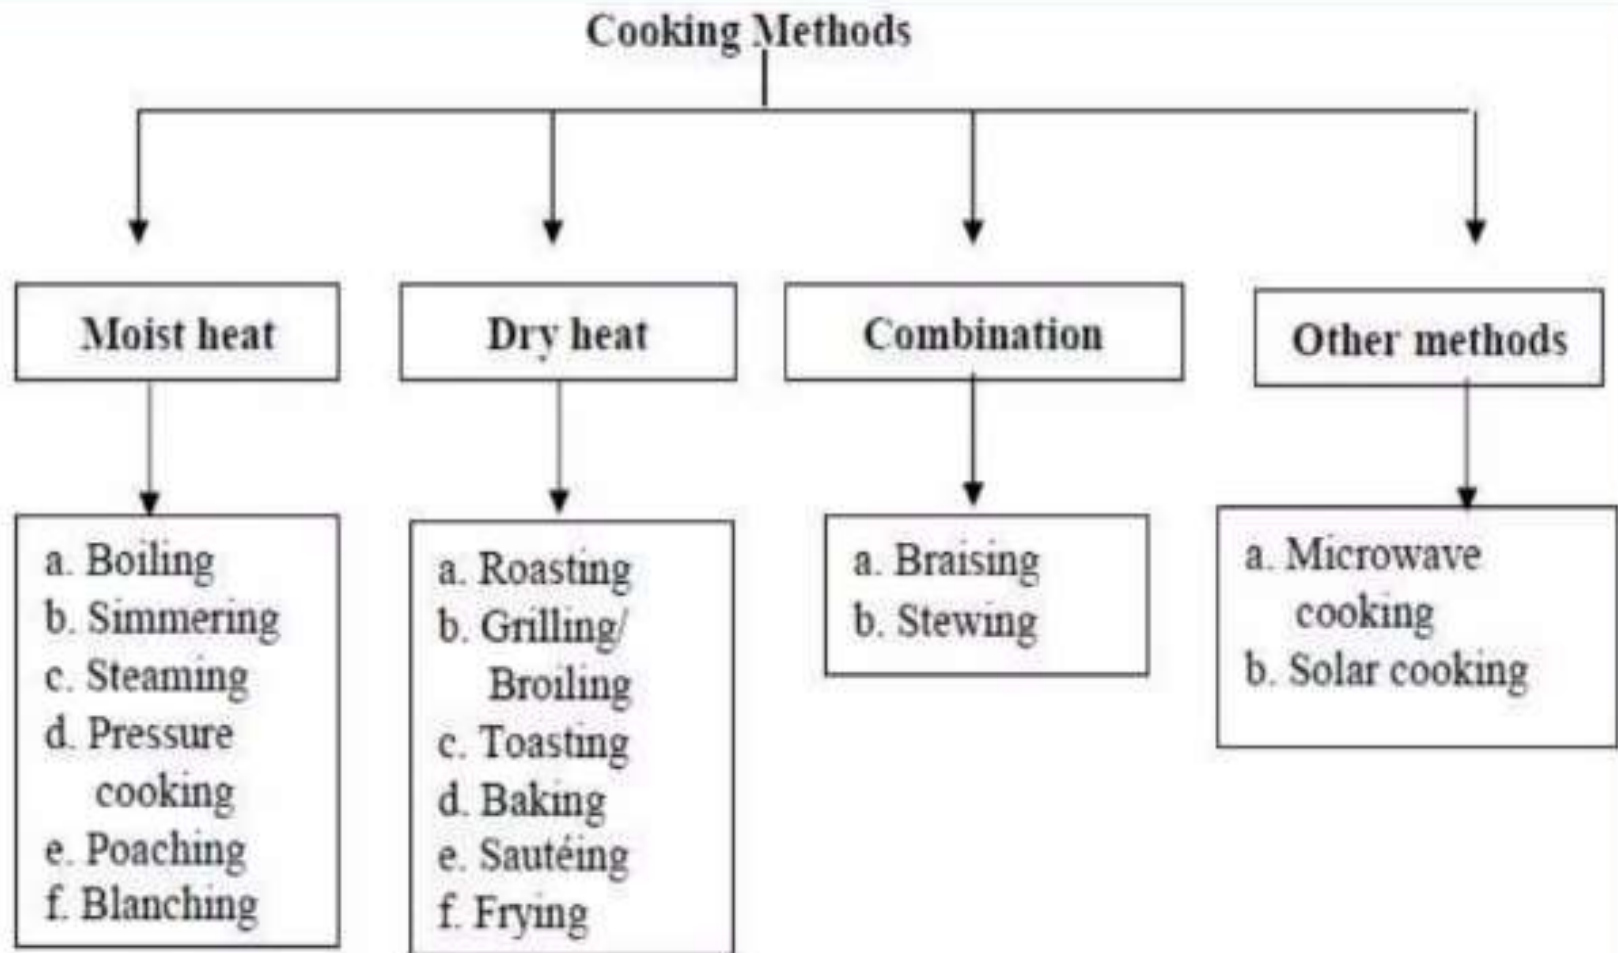 Cooking Methods
Moist heat
Dry heat
Combination
Other methods
a. Boiling
b. Simmering
c. Steaming
d. Pressure
cooking
e. Poaching
f. Blanching
a. Roasting
b. Grilling/
Broiling
c. Toasting
d. Baking
e. Sautéing
f. Frying
a. Braising
b. Stewing
a. Microwave
cooking
b. Solar cooking